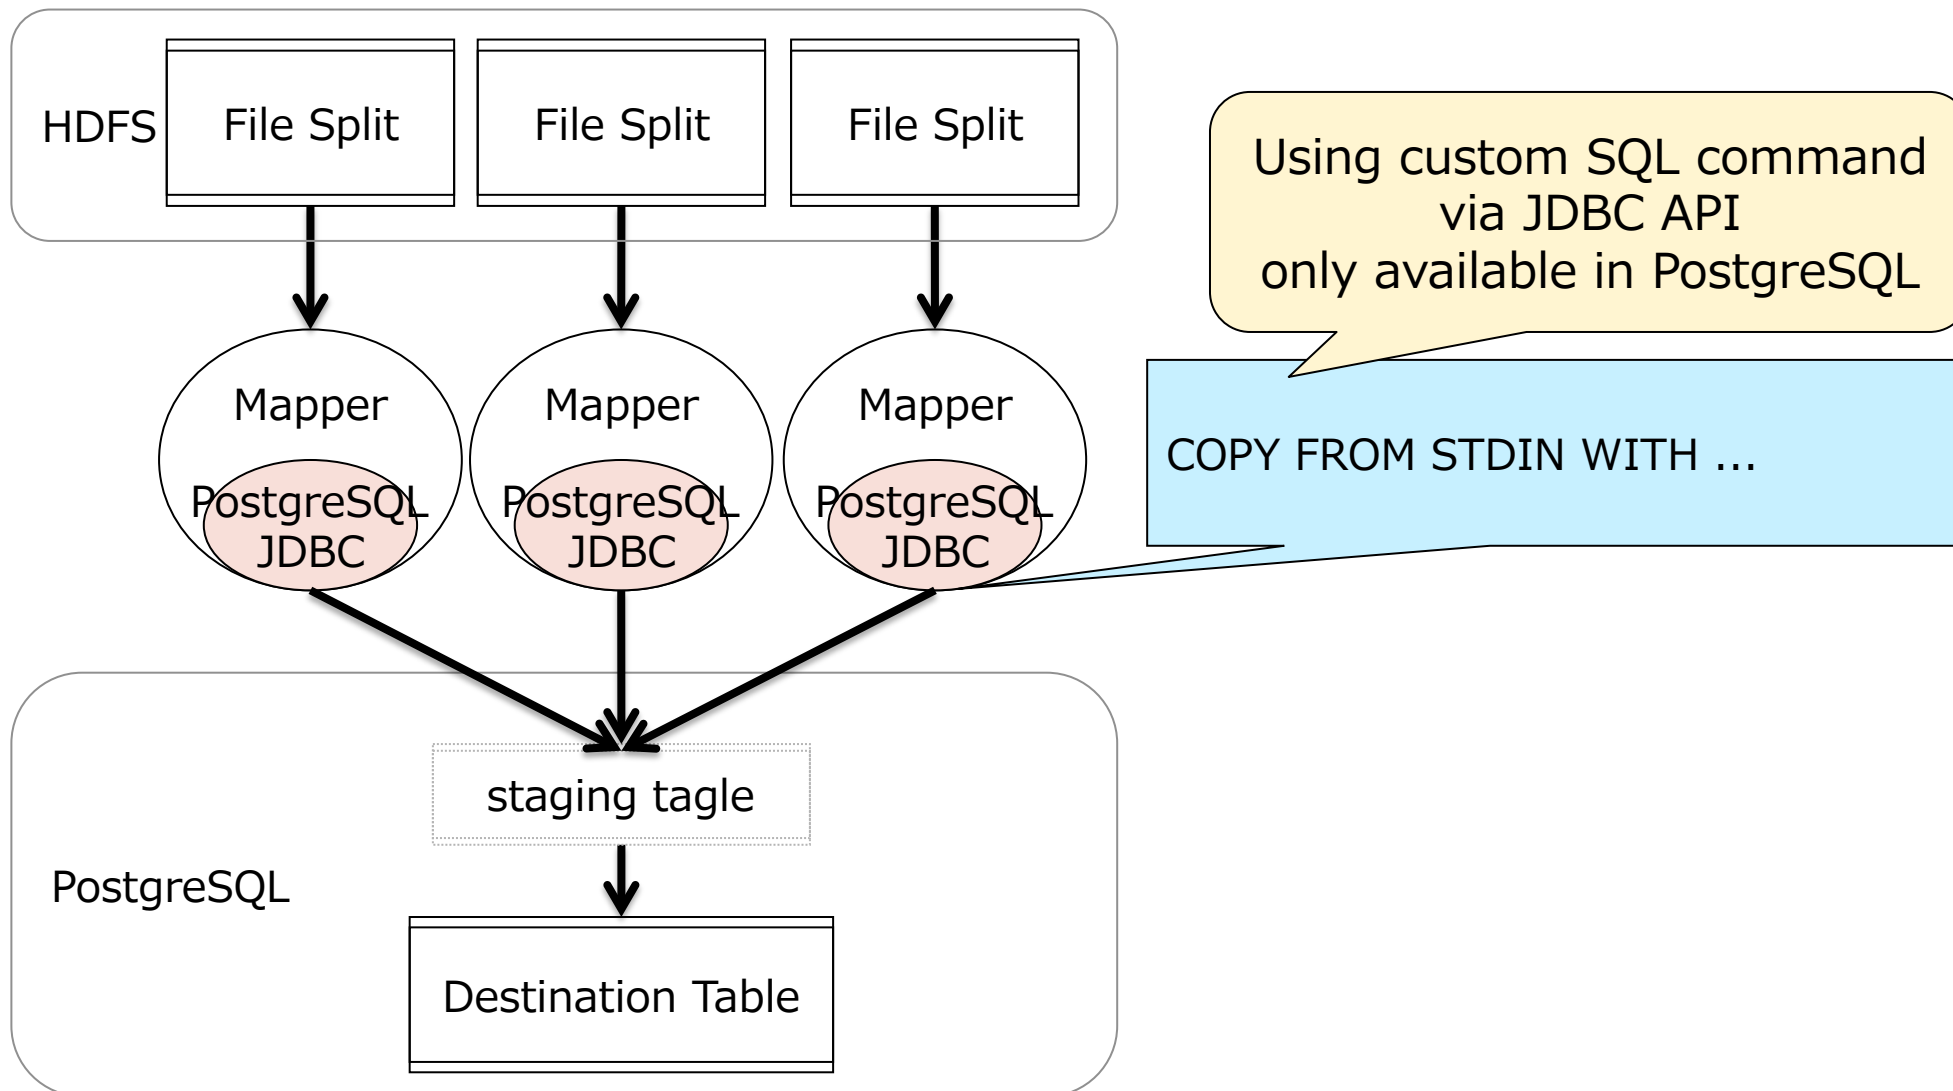 HDFS
File Split
File Split
File Split
Using custom SQL command
via JDBC API
only available in PostgreSQL
Mapper
Mapper
Mapper
COPY FROM STDIN WITH ...
PostgreSQL
JDBC
PostgreSQL
JDBC
PostgreSQL
JDBC
staging tagle
PostgreSQL
Destination Table